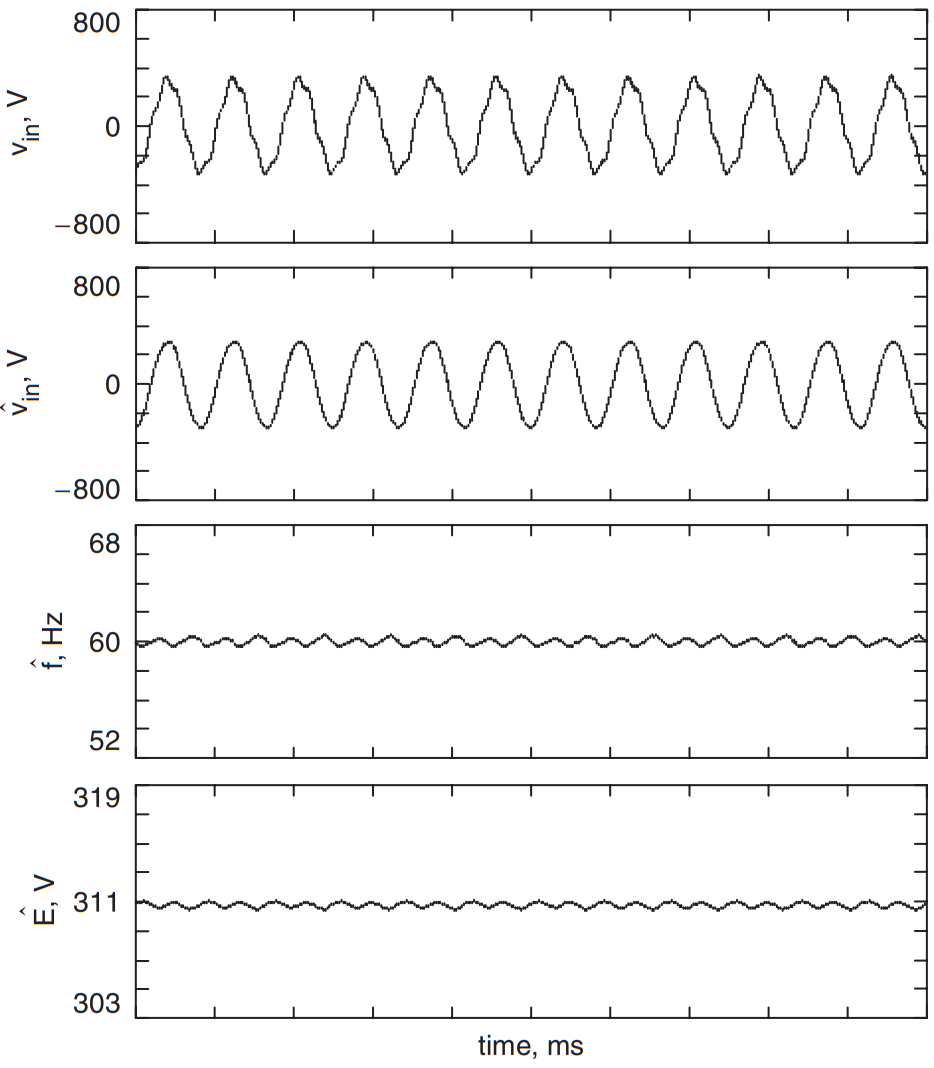 800
v_in, V
0
−800
800
v̂_in, V
0
−800
68
f̂, Hz
60
52
319
Ê, V
311
303
time, ms